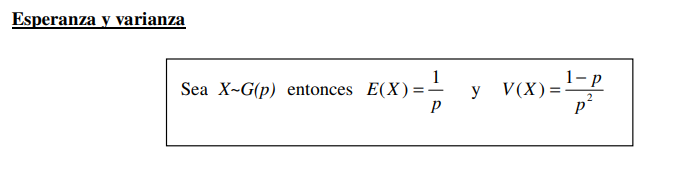 Esperanza y varianza
Sea X~G(p) entonces E(X) = 1/p y V(X) = (1− p)/p²